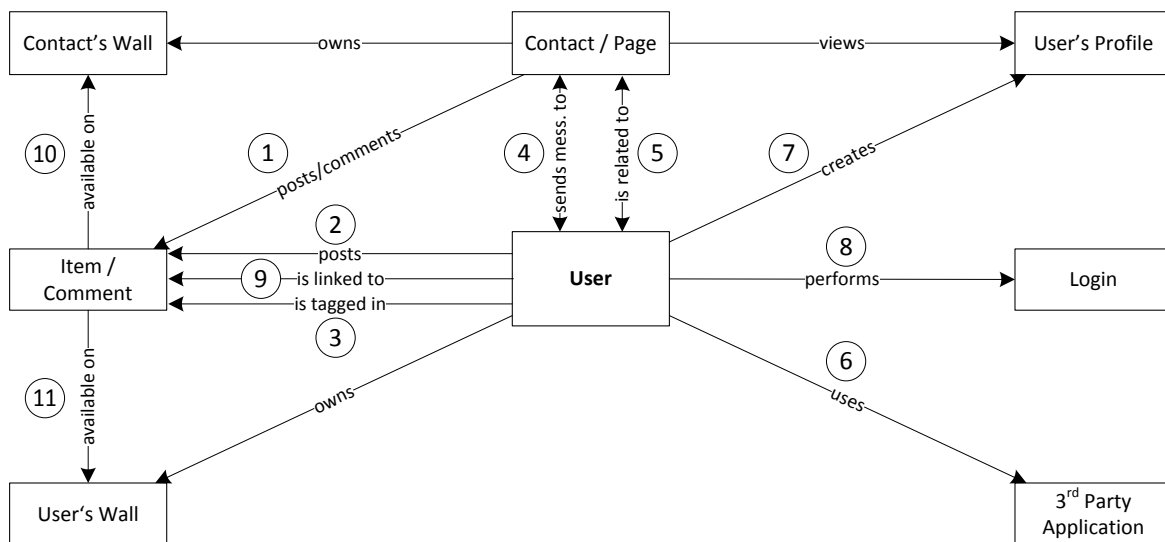 Contact's Wall
owns
Contact / Page
views
User's Profile
10
available on
1
posts/comments
4
sends mess. to
is related to
5
7
creates
2
posts
8
Item /
Comment
9
is linked to
User
performs
Login
is tagged in
3
11
available on
owns
6
uses
User‘s Wall
3rd Party
Application